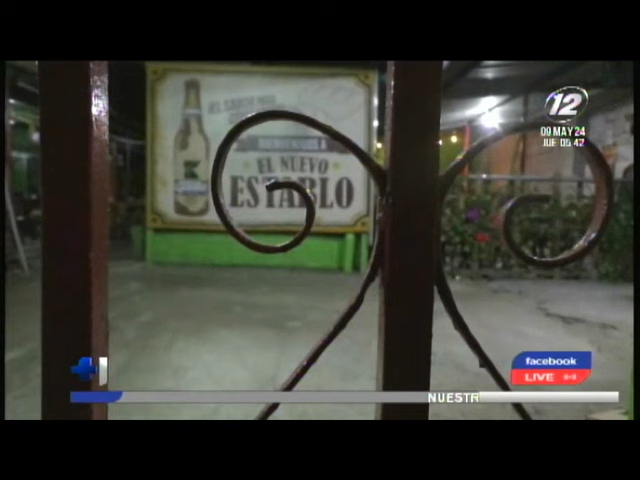 12
09 MAY 24
JUE 05 42
EL NUEVO
ESTABLO
facebook
LIVE
NUESTR